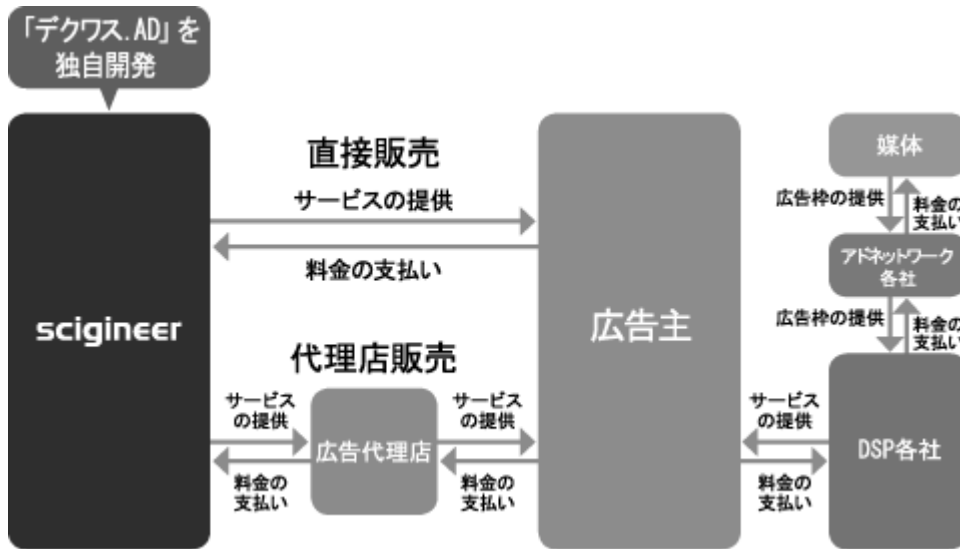 「デクワス.AD」を
独自開発
scigineer
直接販売
サービスの提供
料金の支払い
代理店販売
サービス
の提供
料金の
支払い
広告代理店
サービス
の提供
料金の
支払い
広告主
サービス
の提供
料金の
支払い
媒体
広告枠の提供
料金の
支払い
アドネットワーク
各社
広告枠の提供
料金の
支払い
DSP各社